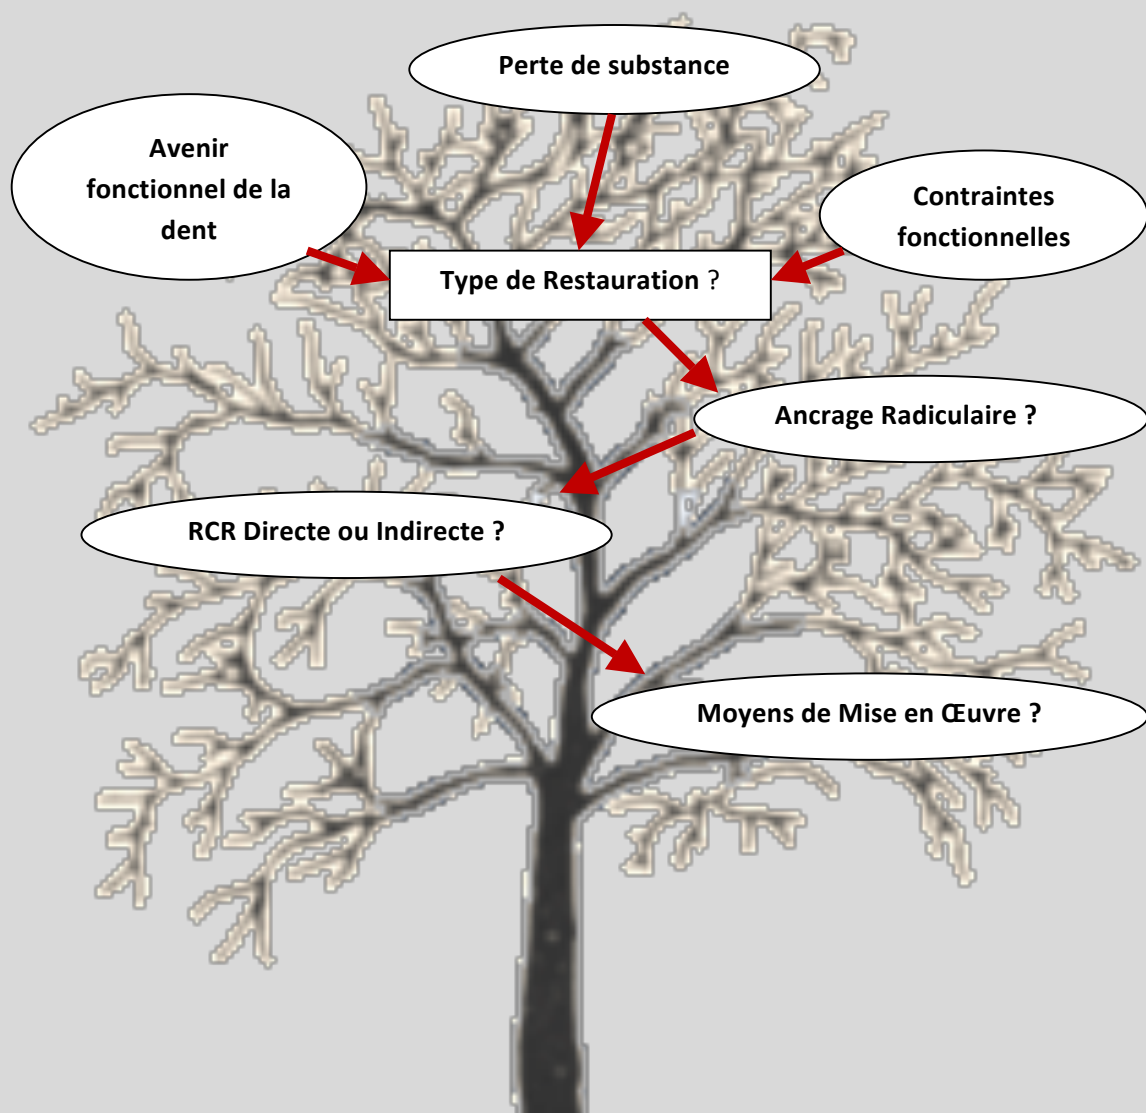 Perte de substance
Avenir
fonctionnel de la
dent
Contraintes
fonctionnelles
Type de Restauration ?
Ancrage Radiculaire ?
RCR Directe ou Indirecte ?
Moyens de Mise en Œuvre ?